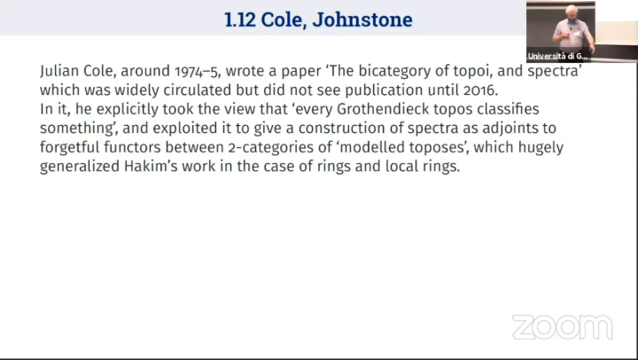 1.12 Cole, Johnstone
Università di G...
Julian Cole, around 1974–5, wrote a paper ‘The bicategory of topoi, and spectra’
which was widely circulated but did not see publication until 2016.
In it, he explicitly took the view that ‘every Grothendieck topos classifies
something’, and exploited it to give a construction of spectra as adjoints to
forgetful functors between 2-categories of ‘modelled toposes’, which hugely
generalized Hakim’s work in the case of rings and local rings.
zoom